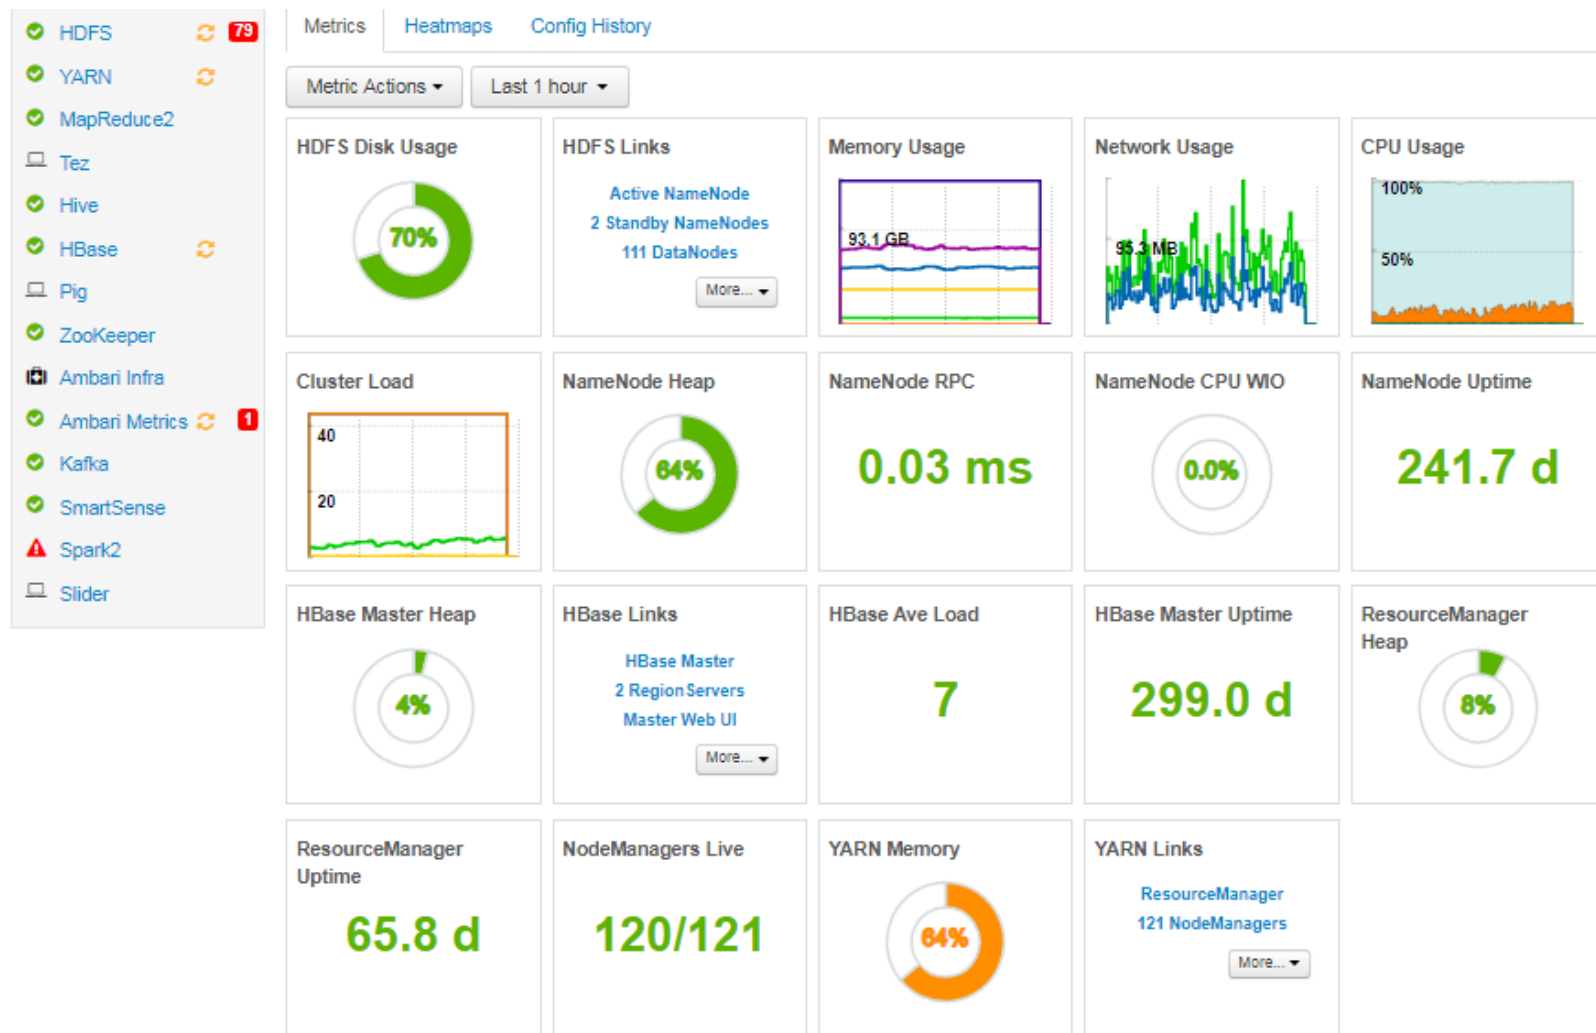 HDFS 79
YARN
MapReduce2
Tez
Hive
HBase
Pig
ZooKeeper
Ambari Infra
Ambari Metrics 1
Kafka
SmartSense
Spark2
Slider
Metrics Heatmaps Config History
Metric Actions Last 1 hour
HDFS Disk Usage
70%
HDFS Links
Active NameNode
2 Standby NameNodes
111 DataNodes
More...
Memory Usage
93.1 GB
Network Usage
95.3 MB
CPU Usage
100%
50%
Cluster Load
40
20
NameNode Heap
64%
NameNode RPC
0.03 ms
NameNode CPU WIO
0.0%
NameNode Uptime
241.7 d
HBase Master Heap
4%
HBase Links
HBase Master
2 RegionServers
Master Web UI
More...
HBase Ave Load
7
HBase Master Uptime
299.0 d
ResourceManager
Heap
8%
ResourceManager
Uptime
65.8 d
NodeManagers Live
120/121
YARN Memory
64%
YARN Links
ResourceManager
121 NodeManagers
More...